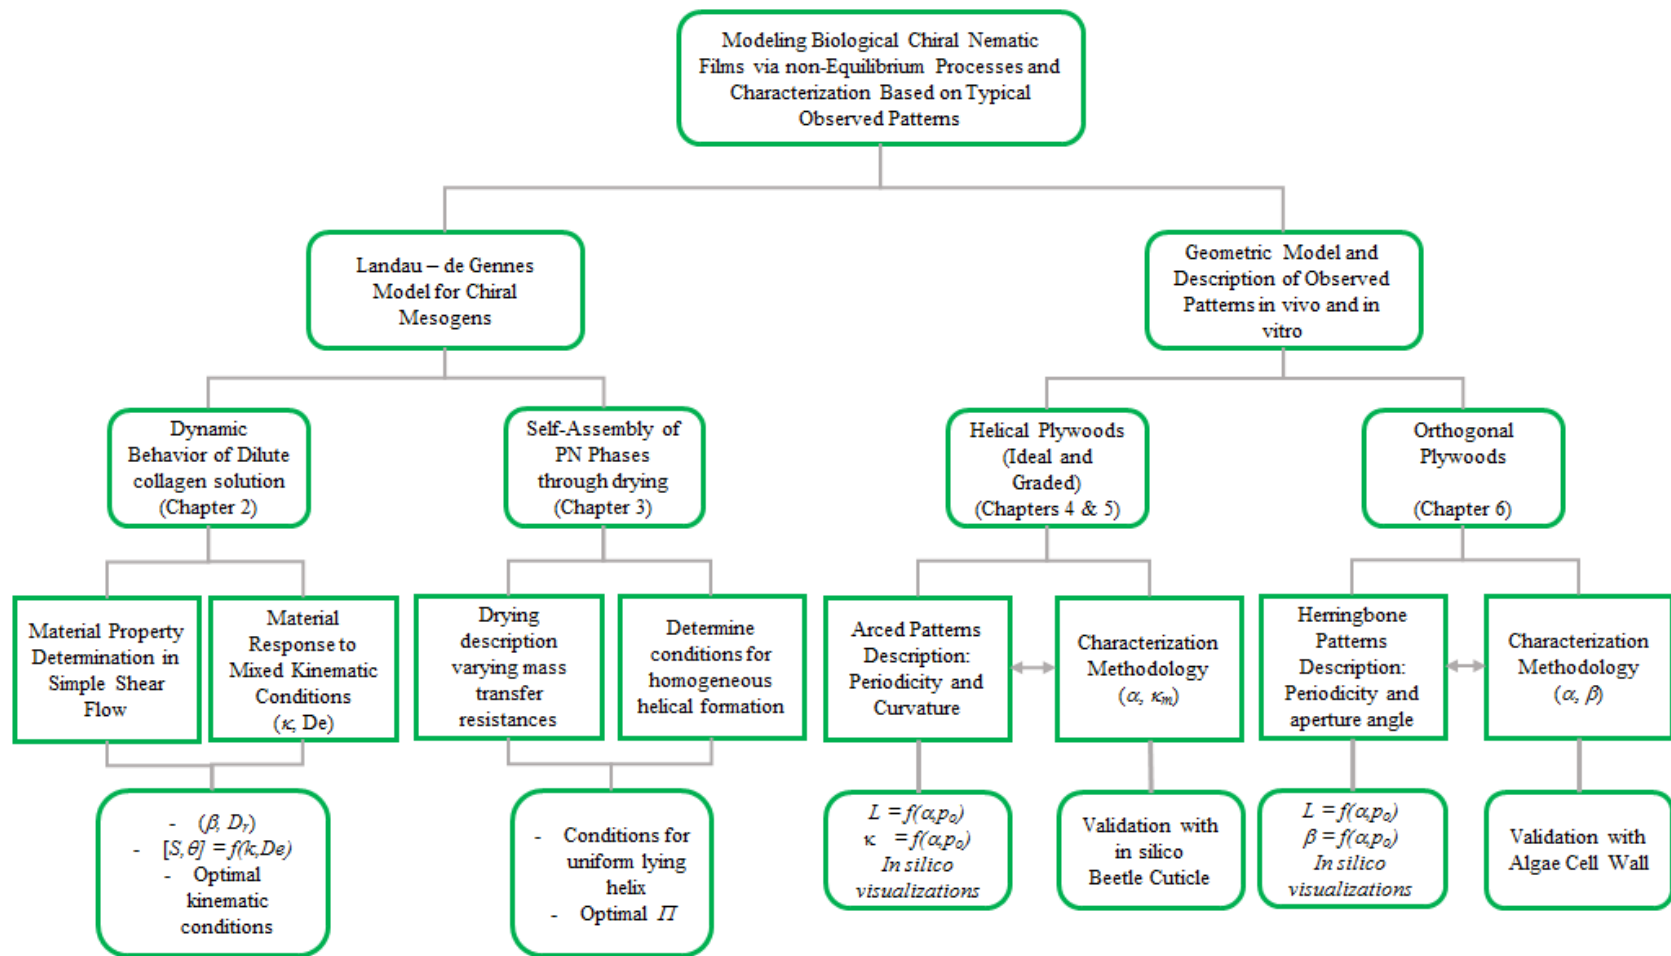 Modeling Biological Chiral Nematic
Films via non-Equilibrium Processes and
Characterization Based on Typical
Observed Patterns
Landau – de Gennes
Model for Chiral
Mesogens
Geometric Model and
Description of Observed
Patterns in vivo and in
vitro
Dynamic
Behavior of Dilute
collagen solution
(Chapter 2)
Self-Assembly of
PN Phases
through drying
(Chapter 3)
Helical Plywoods
(Ideal and
Graded)
(Chapters 4 & 5)
Orthogonal
Plywoods
(Chapter 6)
Material Property
Determination in
Simple Shear
Flow
Material
Response to
Mixed Kinematic
Conditions
(κ, De)
Drying
description
varying mass
transfer
resistances
Determine
conditions for
homogeneous
helical formation
Arced Patterns
Description:
Periodicity and
Curvature
Characterization
Methodology
(α, κm)
Herringbone
Patterns
Description:
Periodicity and
aperture angle
Characterization
Methodology
(α, β)
- (β, Dr)
- [S,θ] = f(k,De)
- Optimal
kinematic
conditions
- Conditions for
uniform lying
helix
- Optimal Π
L = f(α,po)
κ = f(α,po)
In silico
visualizations
Validation with
in silico
Beetle Cuticle
L = f(α,po)
β = f(α,po)
In silico
visualizations
Validation with
Algae Cell Wall